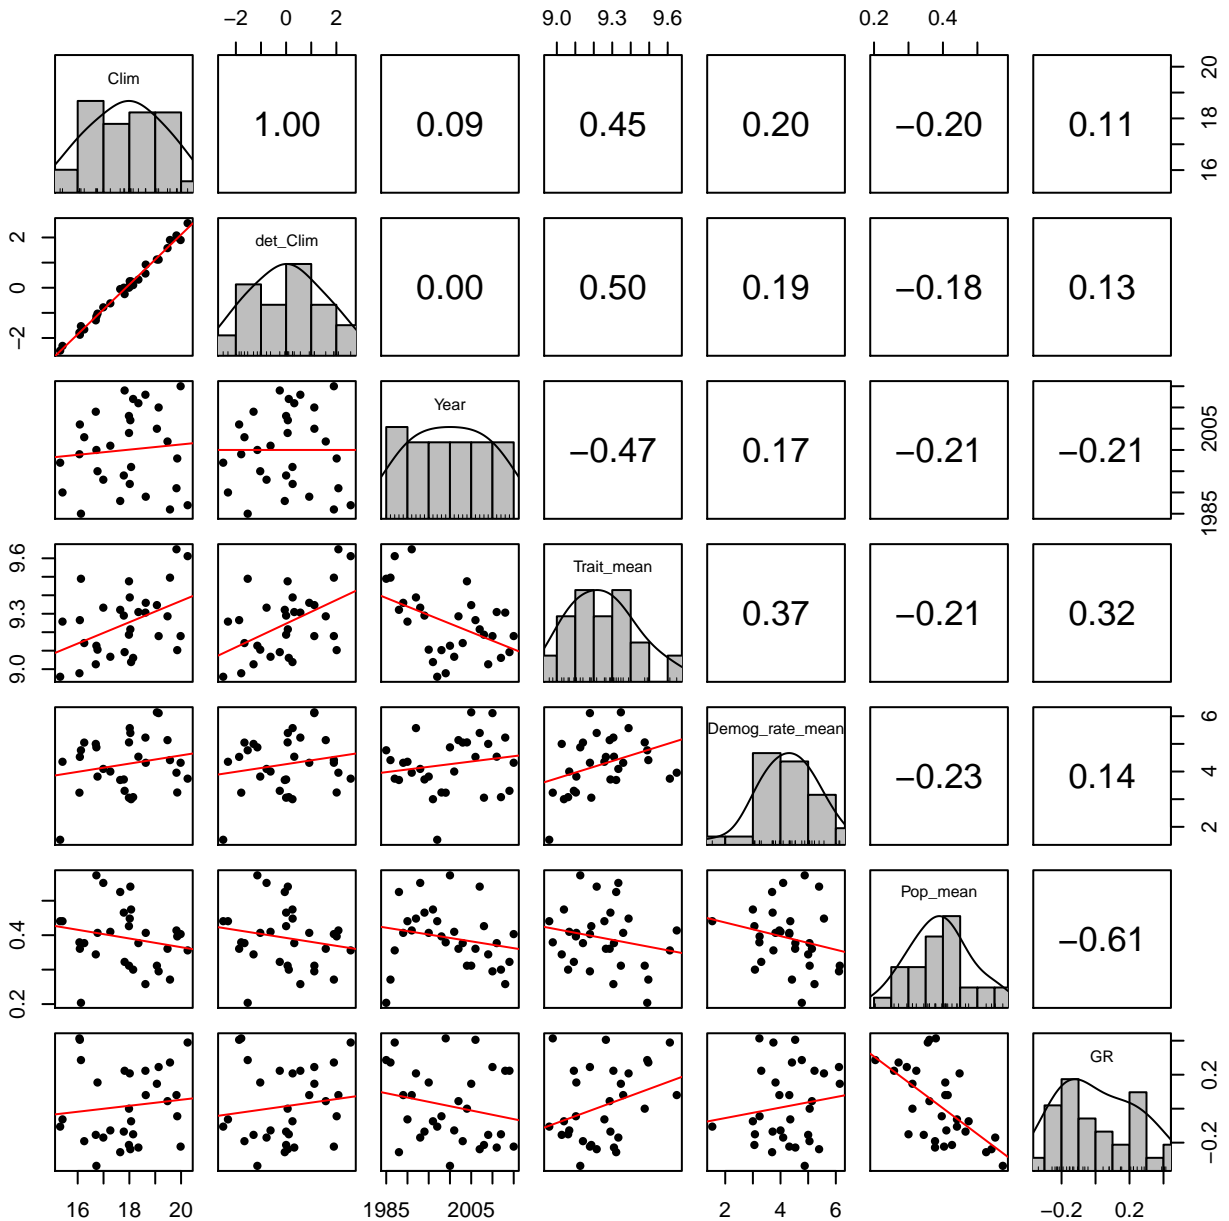 −2 0 2 9.0 9.3 9.6 0.2 0.4
Clim 1.00 0.09 0.45 0.20 −0.20 0.11 16 18 20
−2 0 2 det_Clim 0.00 0.50 0.19 −0.18 0.13
Year −0.47 0.17 −0.21 −0.21 1985 2005
9.0 9.3 9.6 Trait_mean 0.37 −0.21 0.32
Demog_rate_mean −0.23 0.14 2 4 6
0.2 0.4 Pop_mean −0.61
GR −0.2 0.2
16 18 20 1985 2005 2 4 6 −0.2 0.2